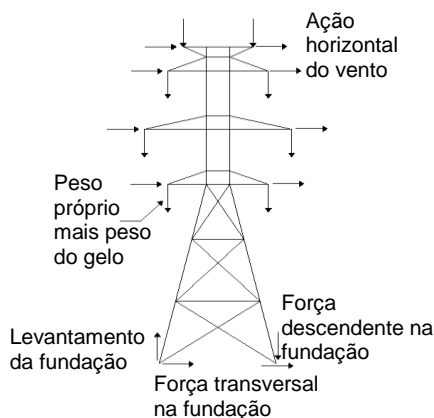 Ação
horizontal
do vento
Peso
próprio
mais peso
do gelo
Força
descendente na
fundação
Levantamento
da fundação
Força transversal
na fundação